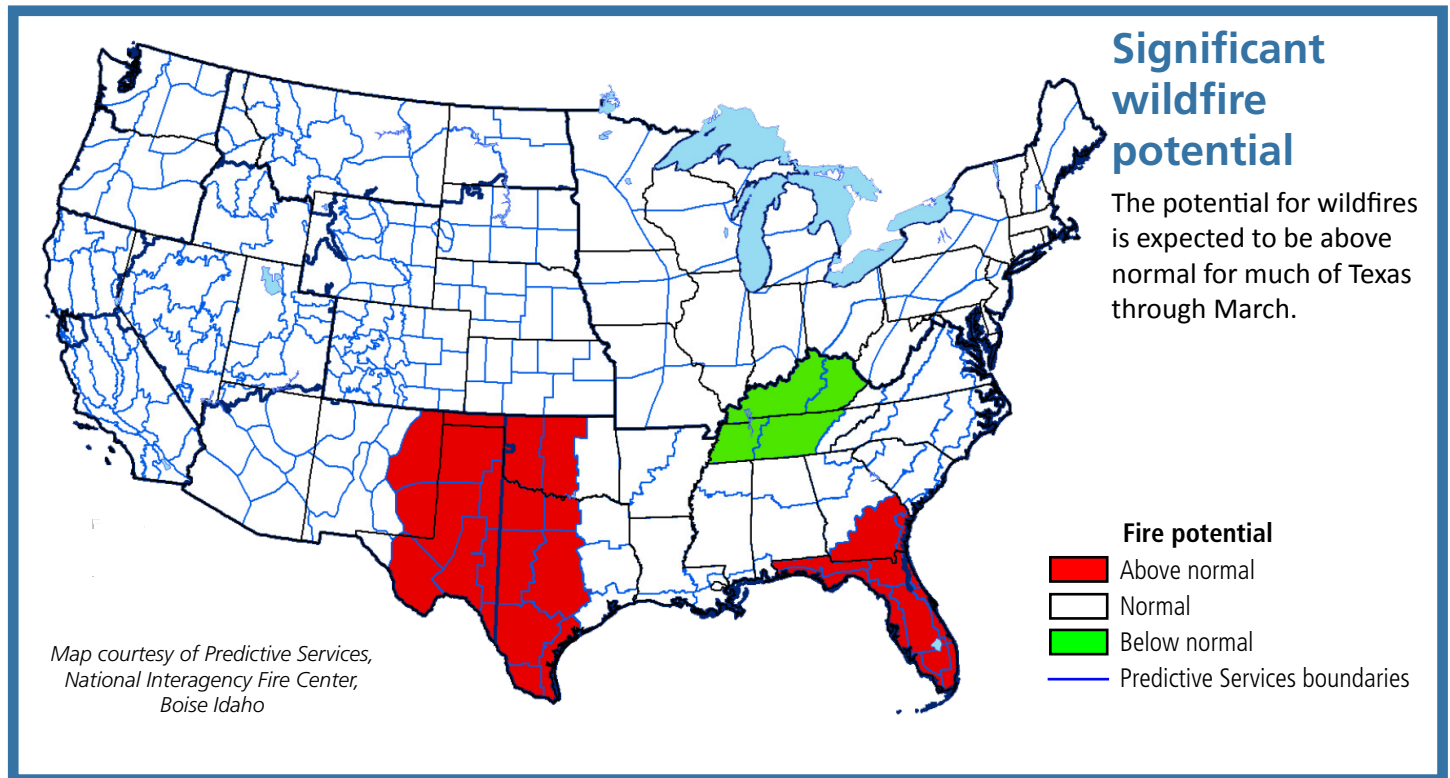 Significant
wildfire
potential
The potential for wildfires
is expected to be above
normal for much of Texas
through March.
Fire potential
Above normal
Normal
Below normal
Predictive Services boundaries
Map courtesy of Predictive Services,
National Interagency Fire Center,
Boise Idaho